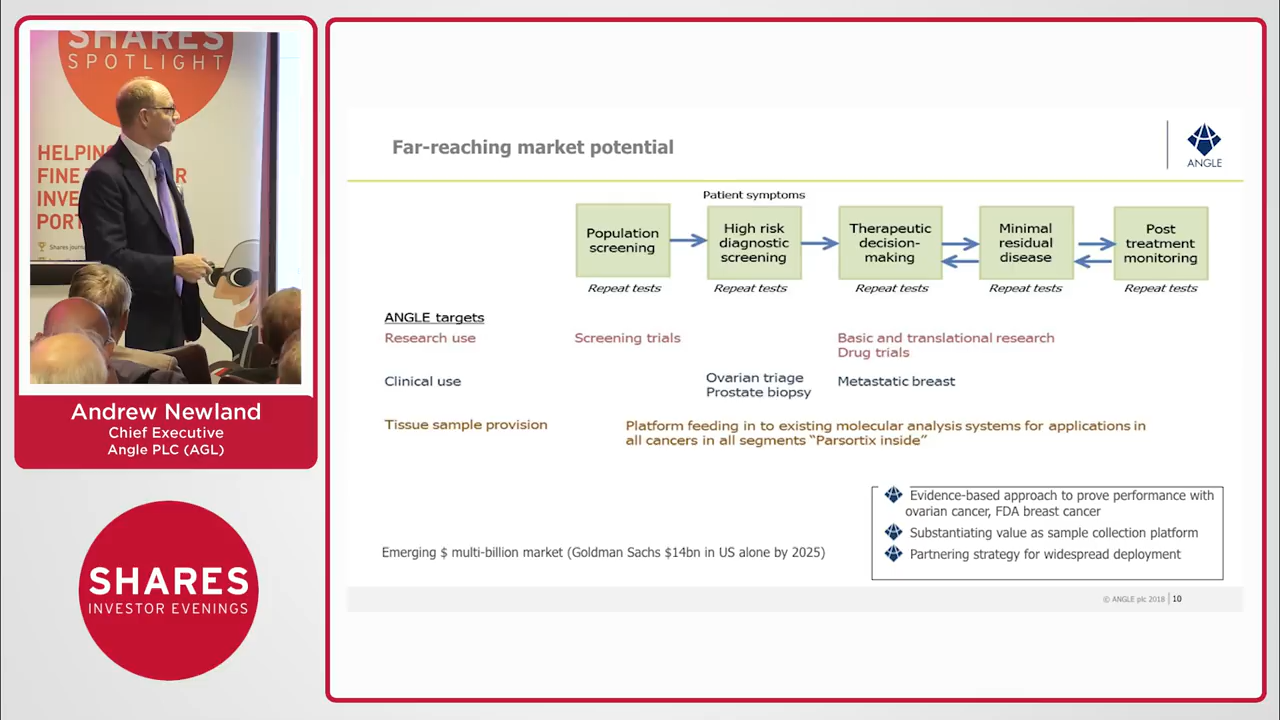 SHARES
SPOTLIGHT
HELPING
FINE
INVE
PORT
Shares journ
Andrew Newland
Chief Executive
Angle PLC (AGL)
SHARES
INVESTOR EVENINGS
Far-reaching market potential
ANGLE
Patient symptoms
Population
screening
High risk
diagnostic
screening
Therapeutic
decision-
making
Minimal
residual
disease
Post
treatment
monitoring
Repeat tests
Repeat tests
Repeat tests
Repeat tests
Repeat tests
ANGLE targets
Research use
Screening trials
Basic and translational research
Drug trials
Clinical use
Ovarian triage
Prostate biopsy
Metastatic breast
Tissue sample provision
Platform feeding in to existing molecular analysis systems for applications in
all cancers in all segments “Parsortix inside”
Emerging $ multi-billion market (Goldman Sachs $14bn in US alone by 2025)
Evidence-based approach to prove performance with
ovarian cancer, FDA breast cancer
Substantiating value as sample collection platform
Partnering strategy for widespread deployment
© ANGLE plc 2018 | 10